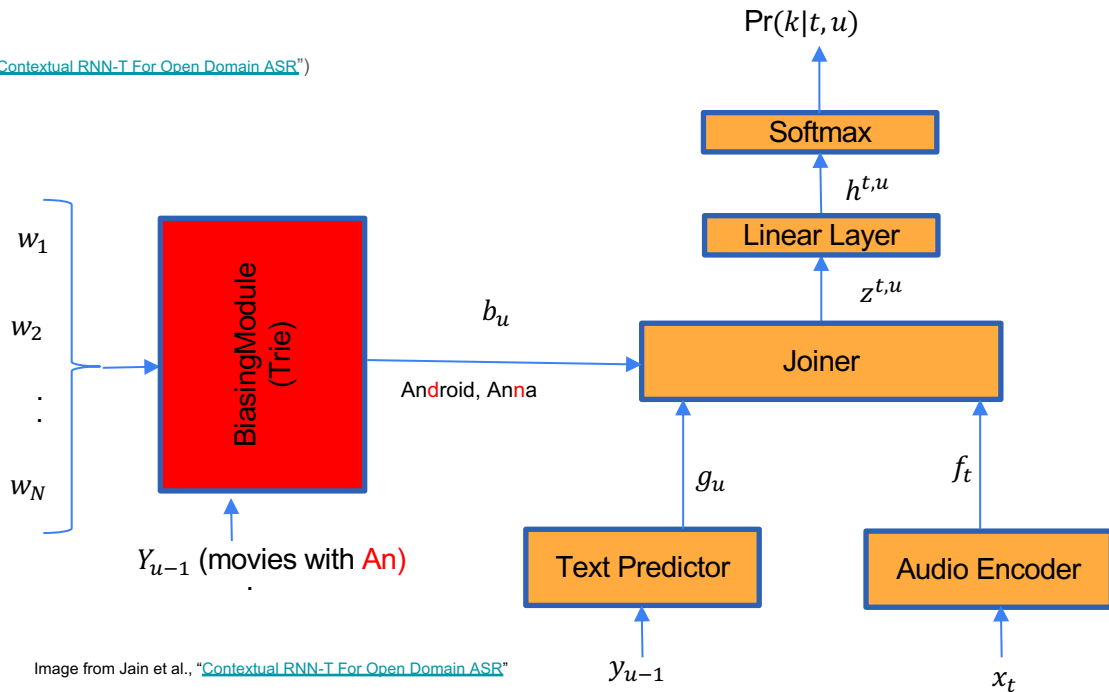 Pr(k|t, u)
Contextual RNN-T For Open Domain ASR”)
Softmax
h^{t,u}
Linear Layer
z^{t,u}
w_1
w_2
.
.
w_N
BiasingModule
(Trie)
b_u
Android, Anna
Joiner
g_u
f_t
Y_{u−1} (movies with An)
.
Text Predictor
Audio Encoder
y_{u−1}
x_t
Image from Jain et al., “Contextual RNN-T For Open Domain ASR”